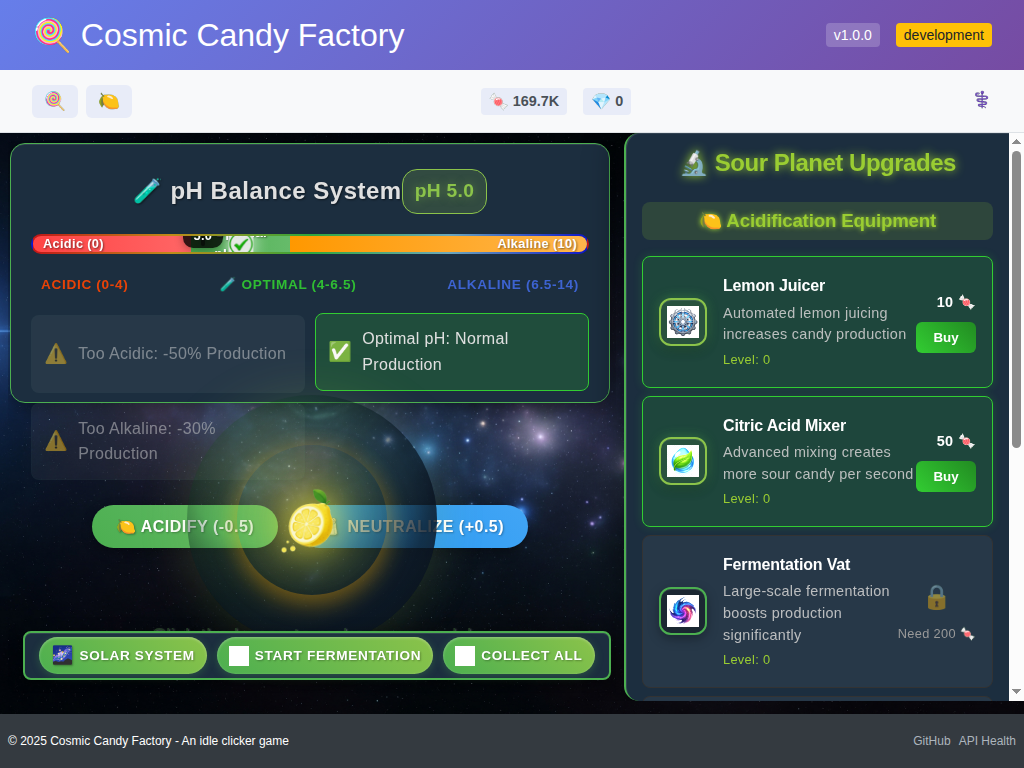 Cosmic Candy Factory
v1.0.0
development
169.7K
0
pH Balance System
pH 5.0
Acidic (0)
5.0
Alkaline (10)
ACIDIC (0-4)
OPTIMAL (4-6.5)
ALKALINE (6.5-14)
Too Acidic: -50% Production
Optimal pH: Normal
Production
Too Alkaline: -30%
Production
ACIDIFY (-0.5)
NEUTRALIZE (+0.5)
SOLAR SYSTEM
START FERMENTATION
COLLECT ALL
Sour Planet Upgrades
Acidification Equipment
Lemon Juicer
Automated lemon juicing
increases candy production
Level: 0
10
Buy
Citric Acid Mixer
Advanced mixing creates
more sour candy per second
Level: 0
50
Buy
Fermentation Vat
Large-scale fermentation
boosts production
significantly
Level: 0
Need 200
© 2025 Cosmic Candy Factory - An idle clicker game
GitHub
API Health